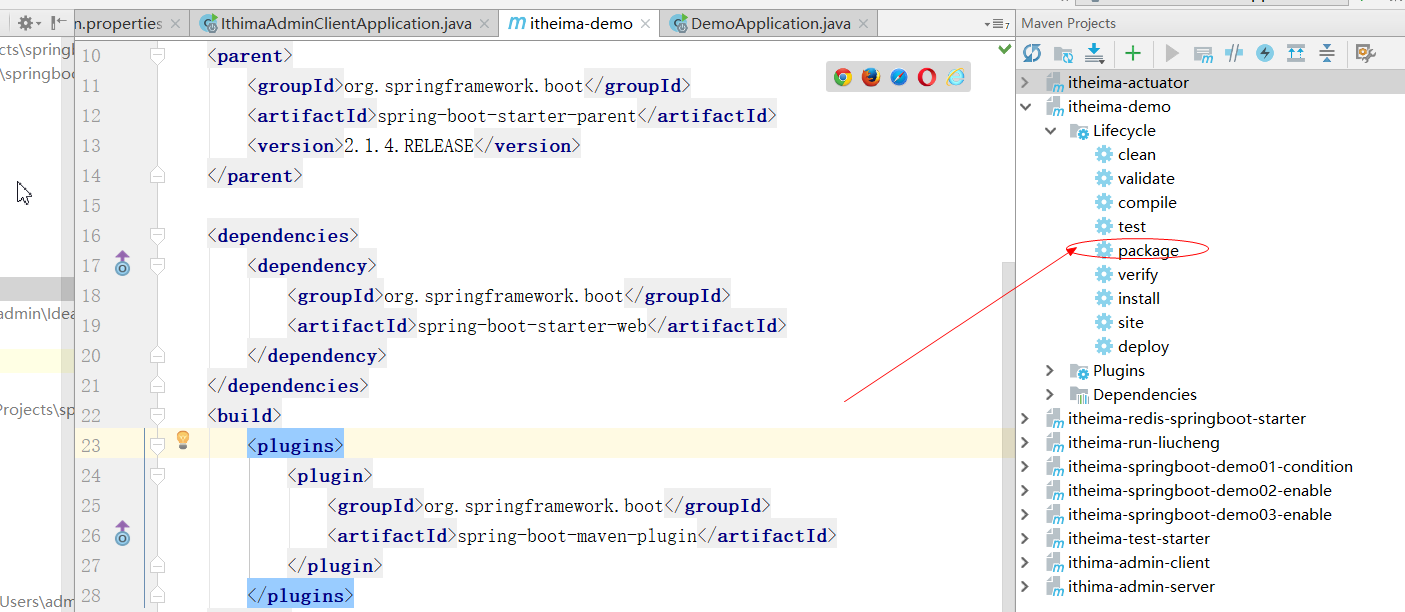 n.properties
IthimaAdminClientApplication.java
itheima-demo
DemoApplication.java
7
Maven Projects
cts\springb
\springboo
admin\Idea
Projects\sp
Users\adm
10 <parent>
11 <groupId>org.springframework.boot</groupId>
12 <artifactId>spring-boot-starter-parent</artifactId>
13 <version>2.1.4.RELEASE</version>
14 </parent>
15
16 <dependencies>
17 <dependency>
18 <groupId>org.springframework.boot</groupId>
19 <artifactId>spring-boot-starter-web</artifactId>
20 </dependency>
21 </dependencies>
22 <build>
23 <plugins>
24 <plugin>
25 <groupId>org.springframework.boot</groupId>
26 <artifactId>spring-boot-maven-plugin</artifactId>
27 </plugin>
28 </plugins>
itheima-actuator
itheima-demo
Lifecycle
clean
validate
compile
test
package
verify
install
site
deploy
Plugins
Dependencies
itheima-redis-springboot-starter
itheima-run-liucheng
itheima-springboot-demo01-condition
itheima-springboot-demo02-enable
itheima-springboot-demo03-enable
itheima-test-starter
ithima-admin-client
ithima-admin-server